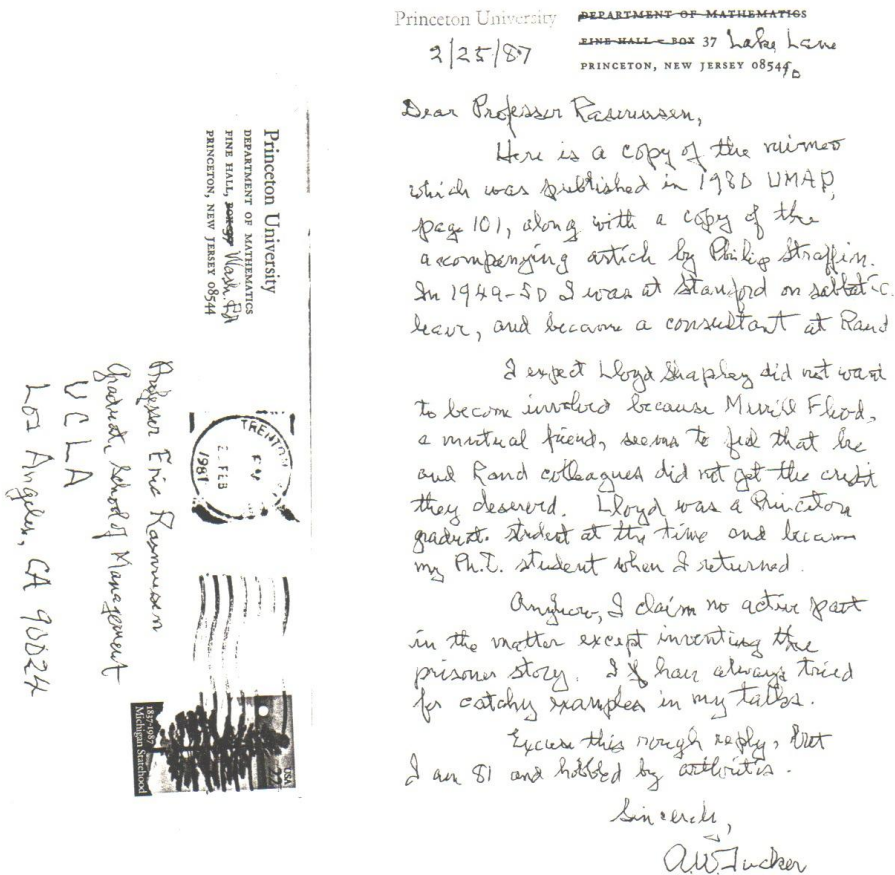 Princeton University
DEPARTMENT OF MATHEMATICS
FINE HALL - BOX 37 Lake Lane
PRINCETON, NEW JERSEY 08540
2/25/87
Dear Professor Rasmusen,
Here is a copy of the mimeo
which was published in 1980 UMAP,
page 101, along with a copy of the
accompanying article by Philip Straffin.
In 1949-50 I was at Stanford on sabbatic
leave, and became a consultant at Rand
I expect Lloyd Shapley did not want
to become involved because Merrill Flood,
a mutual friend, seems to feel that he
and Rand colleagues did not get the credit
they deserved. Lloyd was a Princeton
graduate student at the time and became
my Ph.D. student when I returned.
Anyhow, I claim no active part
in the matter except inventing the
prisoner story. I have always tried
for catchy examples in my talks.
Excuse this rough reply, but
I am 81 and hobbled by arthritis.
Sincerely,
A.W. Tucker
Princeton University
DEPARTMENT OF MATHEMATICS
FINE HALL, BOX 37 Wash. Rd
PRINCETON, NEW JERSEY 08544
TRENTON
PM
FEB
1987
1837-1987
Michigan Statehood
USA
22
Professor Eric Rasmusen
Graduate School of Management
UCLA
Los Angeles, CA 90024